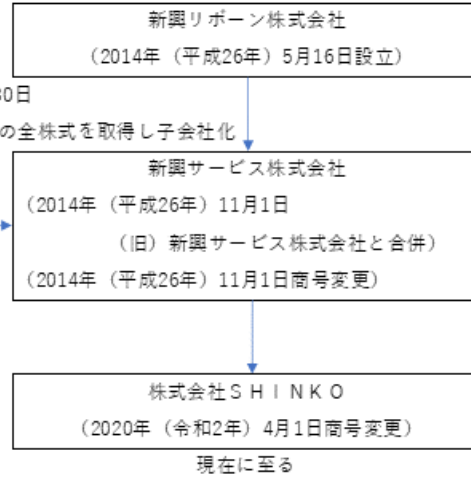 新興リボーン株式会社
（2014年（平成26年）5月16日設立）
30日
の全株式を取得し子会社化
新興サービス株式会社
（2014年（平成26年）11月1日
（旧）新興サービス株式会社と合併）
（2014年（平成26年）11月1日商号変更）
株式会社ＳＨＩＮＫＯ
（2020年（令和2年）4月1日商号変更）
現在に至る